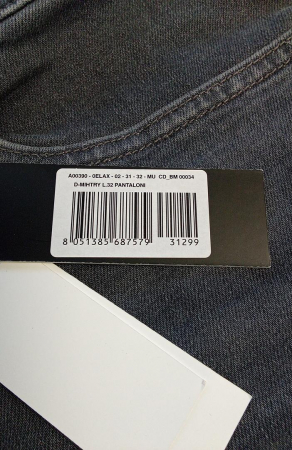 A00390 - 0ELAX - 02 - 31 - 32 - MU CD_BM 00034
D-MIHTRY L.32 PANTALONI
8 051385 687579 31299